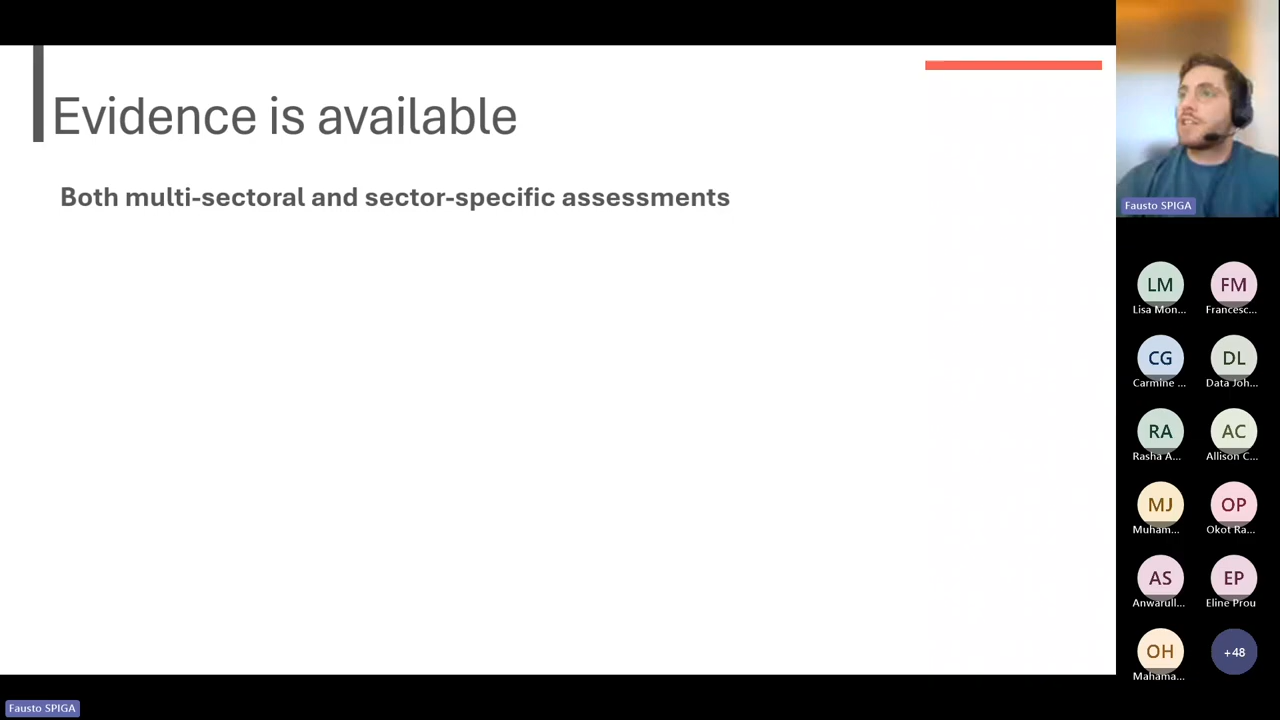 Evidence is available
Both multi-sectoral and sector-specific assessments
Fausto SPIGA
LM
FM
Lisa Mon...
Francesc...
CG
DL
Carmine ...
Data Joh...
RA
AC
Rasha A...
Allison C...
MJ
OP
Muham...
Okot Ra...
AS
EP
Anwarull...
Eline Prou
OH
+48
Mahama...
Fausto SPIGA